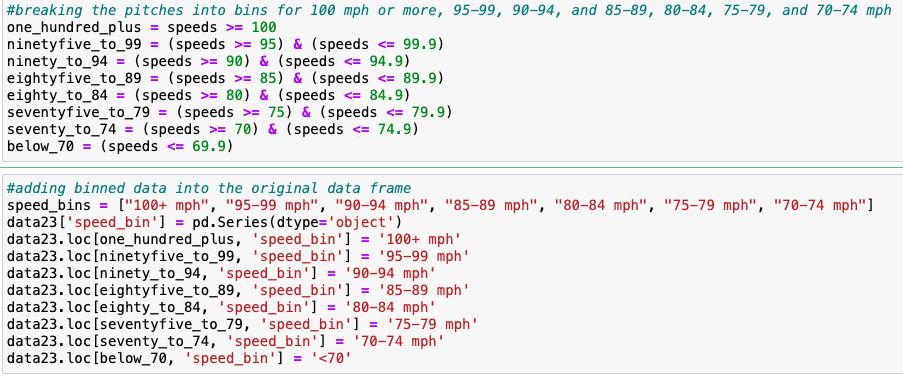 #breaking the pitches into bins for 100 mph or more, 95-99, 90-94, and 85-89, 80-84, 75-79, and 70-74 mph
one_hundred_plus = speeds >= 100
ninetyfive_to_99 = (speeds >= 95) & (speeds <= 99.9)
ninety_to_94 = (speeds >= 90) & (speeds <= 94.9)
eightyfive_to_89 = (speeds >= 85) & (speeds <= 89.9)
eighty_to_84 = (speeds >= 80) & (speeds <= 84.9)
seventyfive_to_79 = (speeds >= 75) & (speeds <= 79.9)
seventy_to_74 = (speeds >= 70) & (speeds <= 74.9)
below_70 = (speeds <= 69.9)
#adding binned data into the original data frame
speed_bins = ["100+ mph", "95-99 mph", "90-94 mph", "85-89 mph", "80-84 mph", "75-79 mph", "70-74 mph"]
data23['speed_bin'] = pd.Series(dtype='object')
data23.loc[one_hundred_plus, 'speed_bin'] = '100+ mph'
data23.loc[ninetyfive_to_99, 'speed_bin'] = '95-99 mph'
data23.loc[ninety_to_94, 'speed_bin'] = '90-94 mph'
data23.loc[eightyfive_to_89, 'speed_bin'] = '85-89 mph'
data23.loc[eighty_to_84, 'speed_bin'] = '80-84 mph'
data23.loc[seventyfive_to_79, 'speed_bin'] = '75-79 mph'
data23.loc[seventy_to_74, 'speed_bin'] = '70-74 mph'
data23.loc[below_70, 'speed_bin'] = '<70'